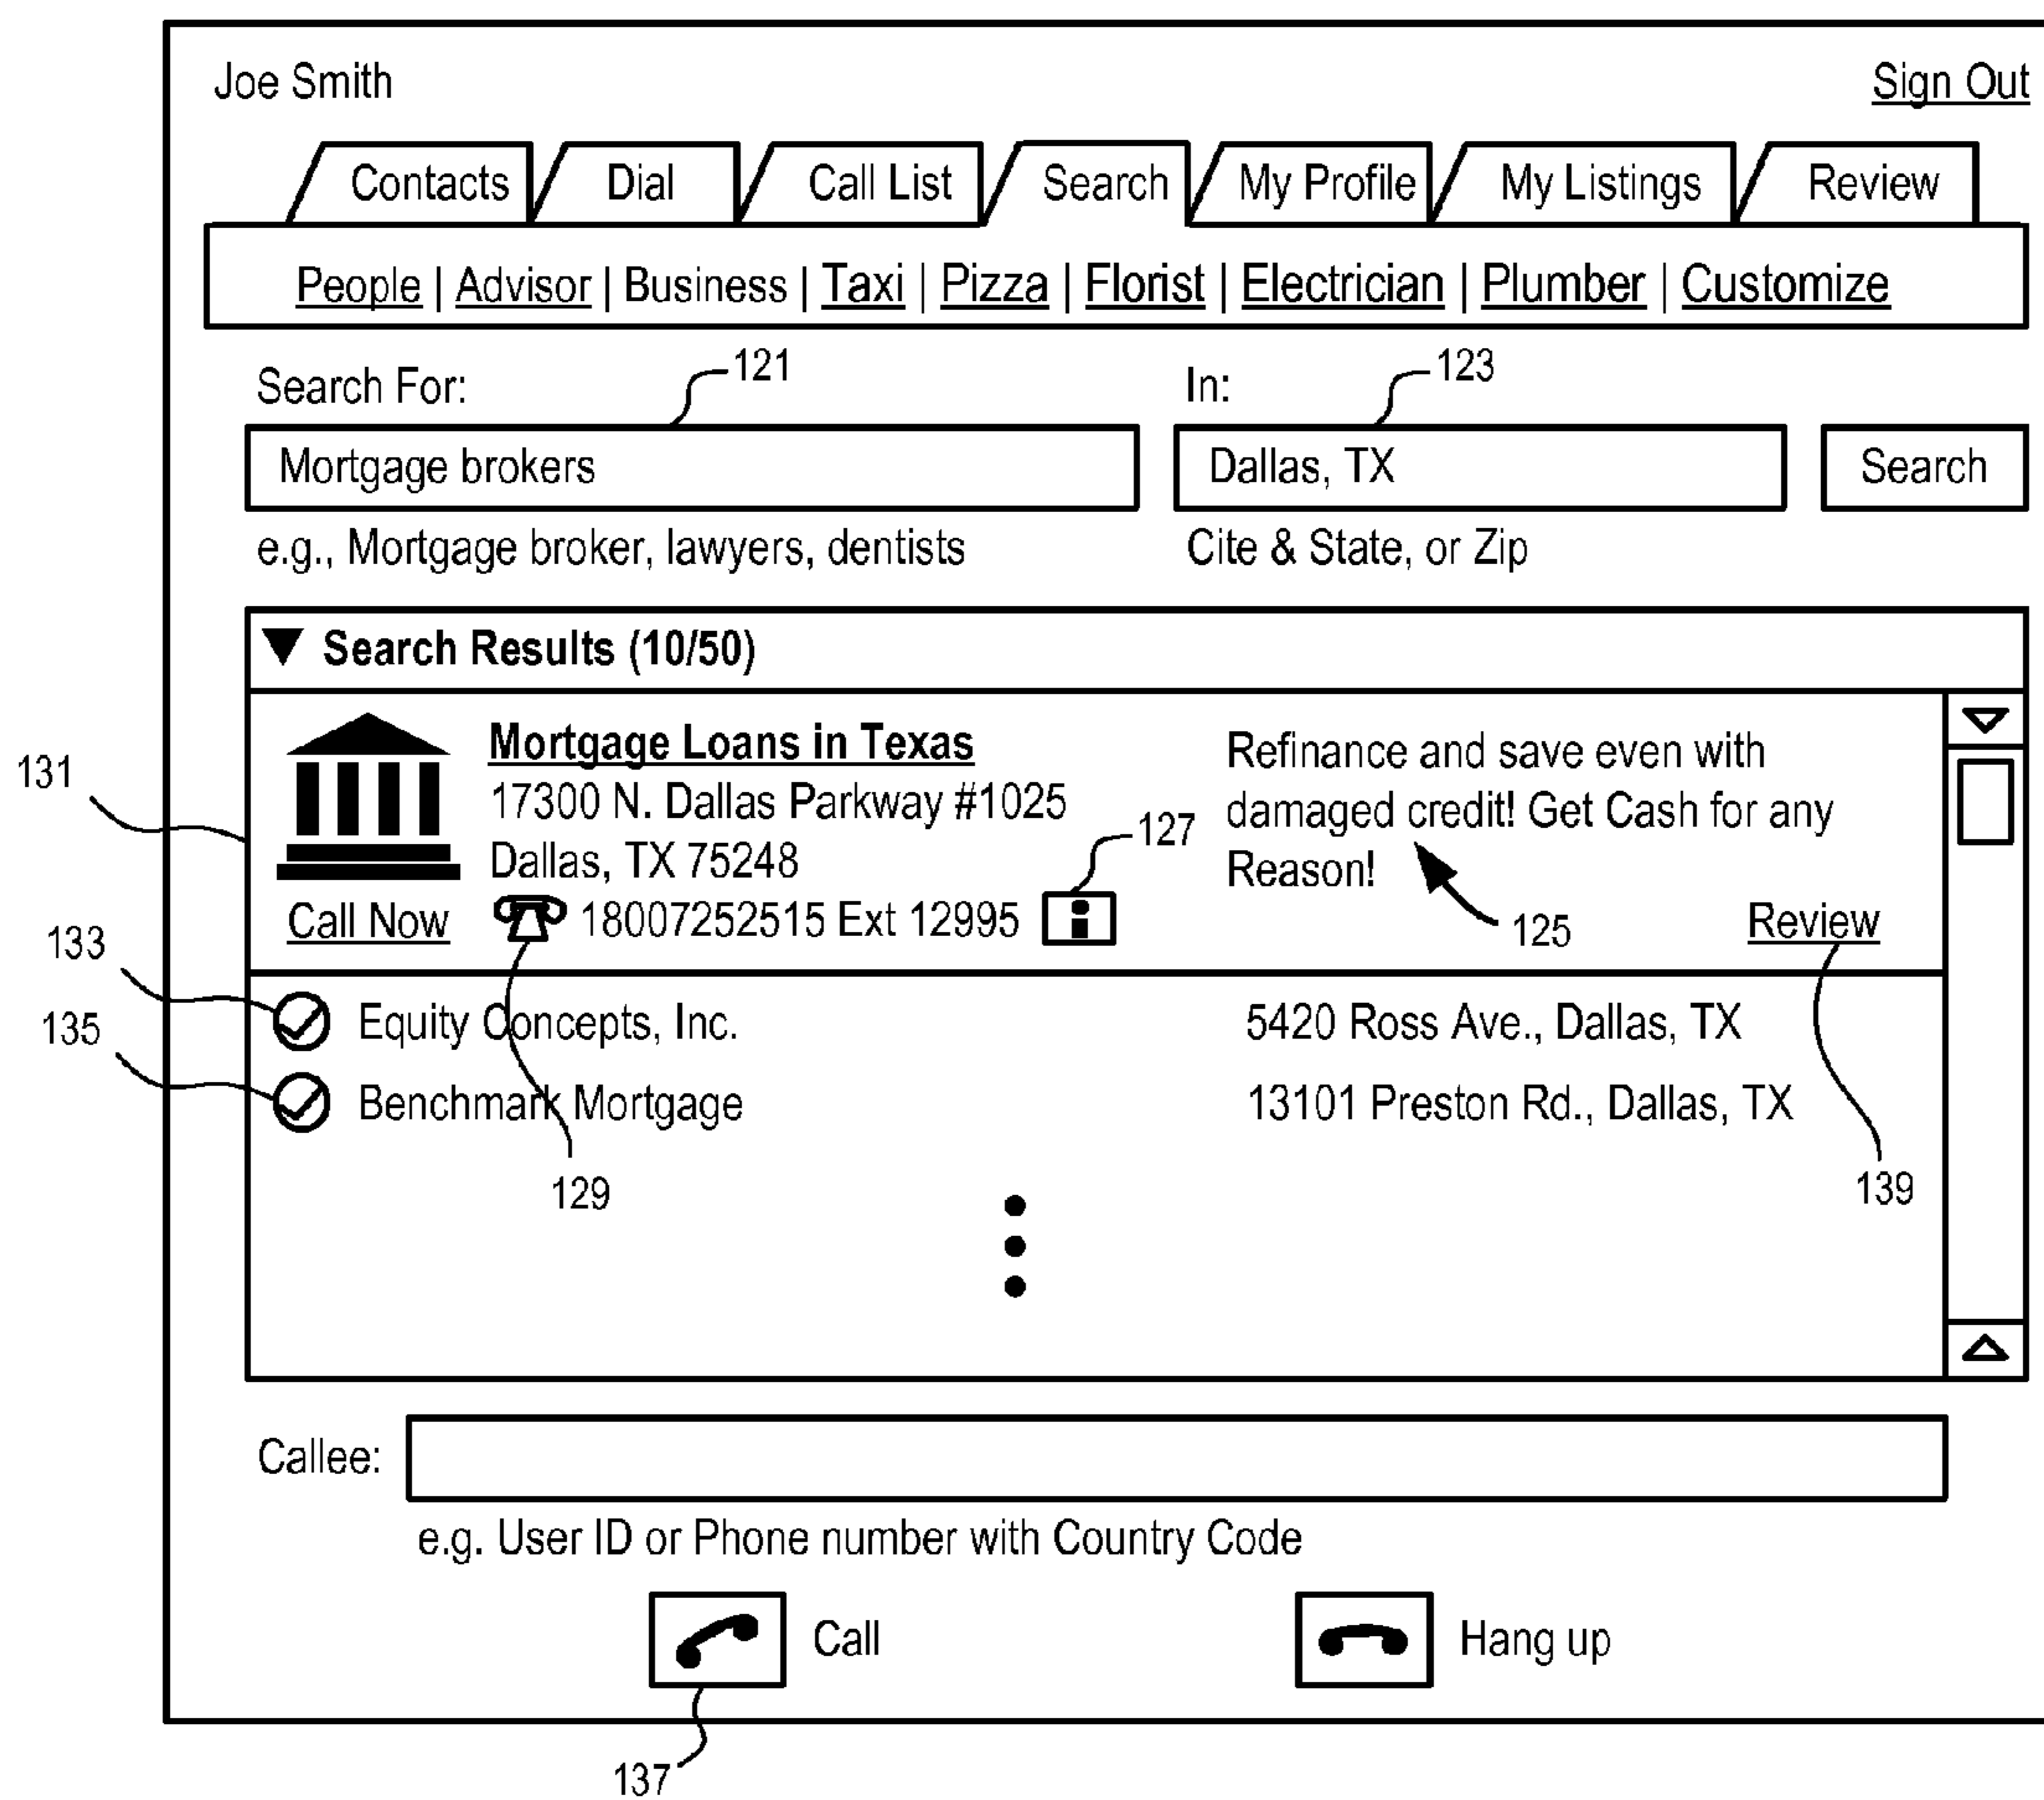 Joe Smith Sign Out
Contacts Dial Call List Search My Profile My Listings Review
People | Advisor | Business | Taxi | Pizza | Florist | Electrician | Plumber | Customize
Search For: 121 In: 123
Mortgage brokers Dallas, TX Search
e.g., Mortgage broker, lawyers, dentists Cite & State, or Zip
Search Results (10/50)
131
Mortgage Loans in Texas
17300 N. Dallas Parkway #1025
Dallas, TX 75248
Call Now 18007252515 Ext 12995 i
127
Refinance and save even with
damaged credit! Get Cash for any
Reason!
125
Review
133
Equity Concepts, Inc. 5420 Ross Ave., Dallas, TX
135
Benchmark Mortgage 13101 Preston Rd., Dallas, TX
129 139
Callee:
e.g. User ID or Phone number with Country Code
Call Hang up
137